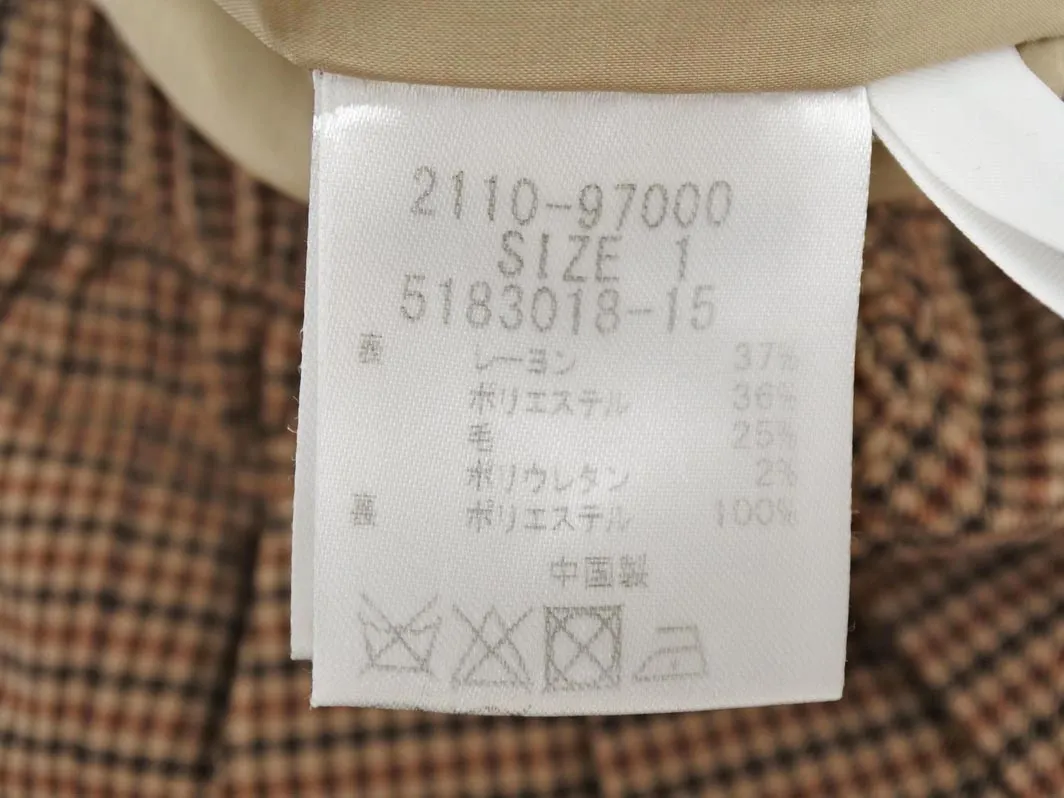 2110-97000
SIZE 1
5183018-15
表 レーヨン 37%
ポリエステル 36%
毛 25%
ポリウレタン 2%
裏 ポリエステル 100%
中国製